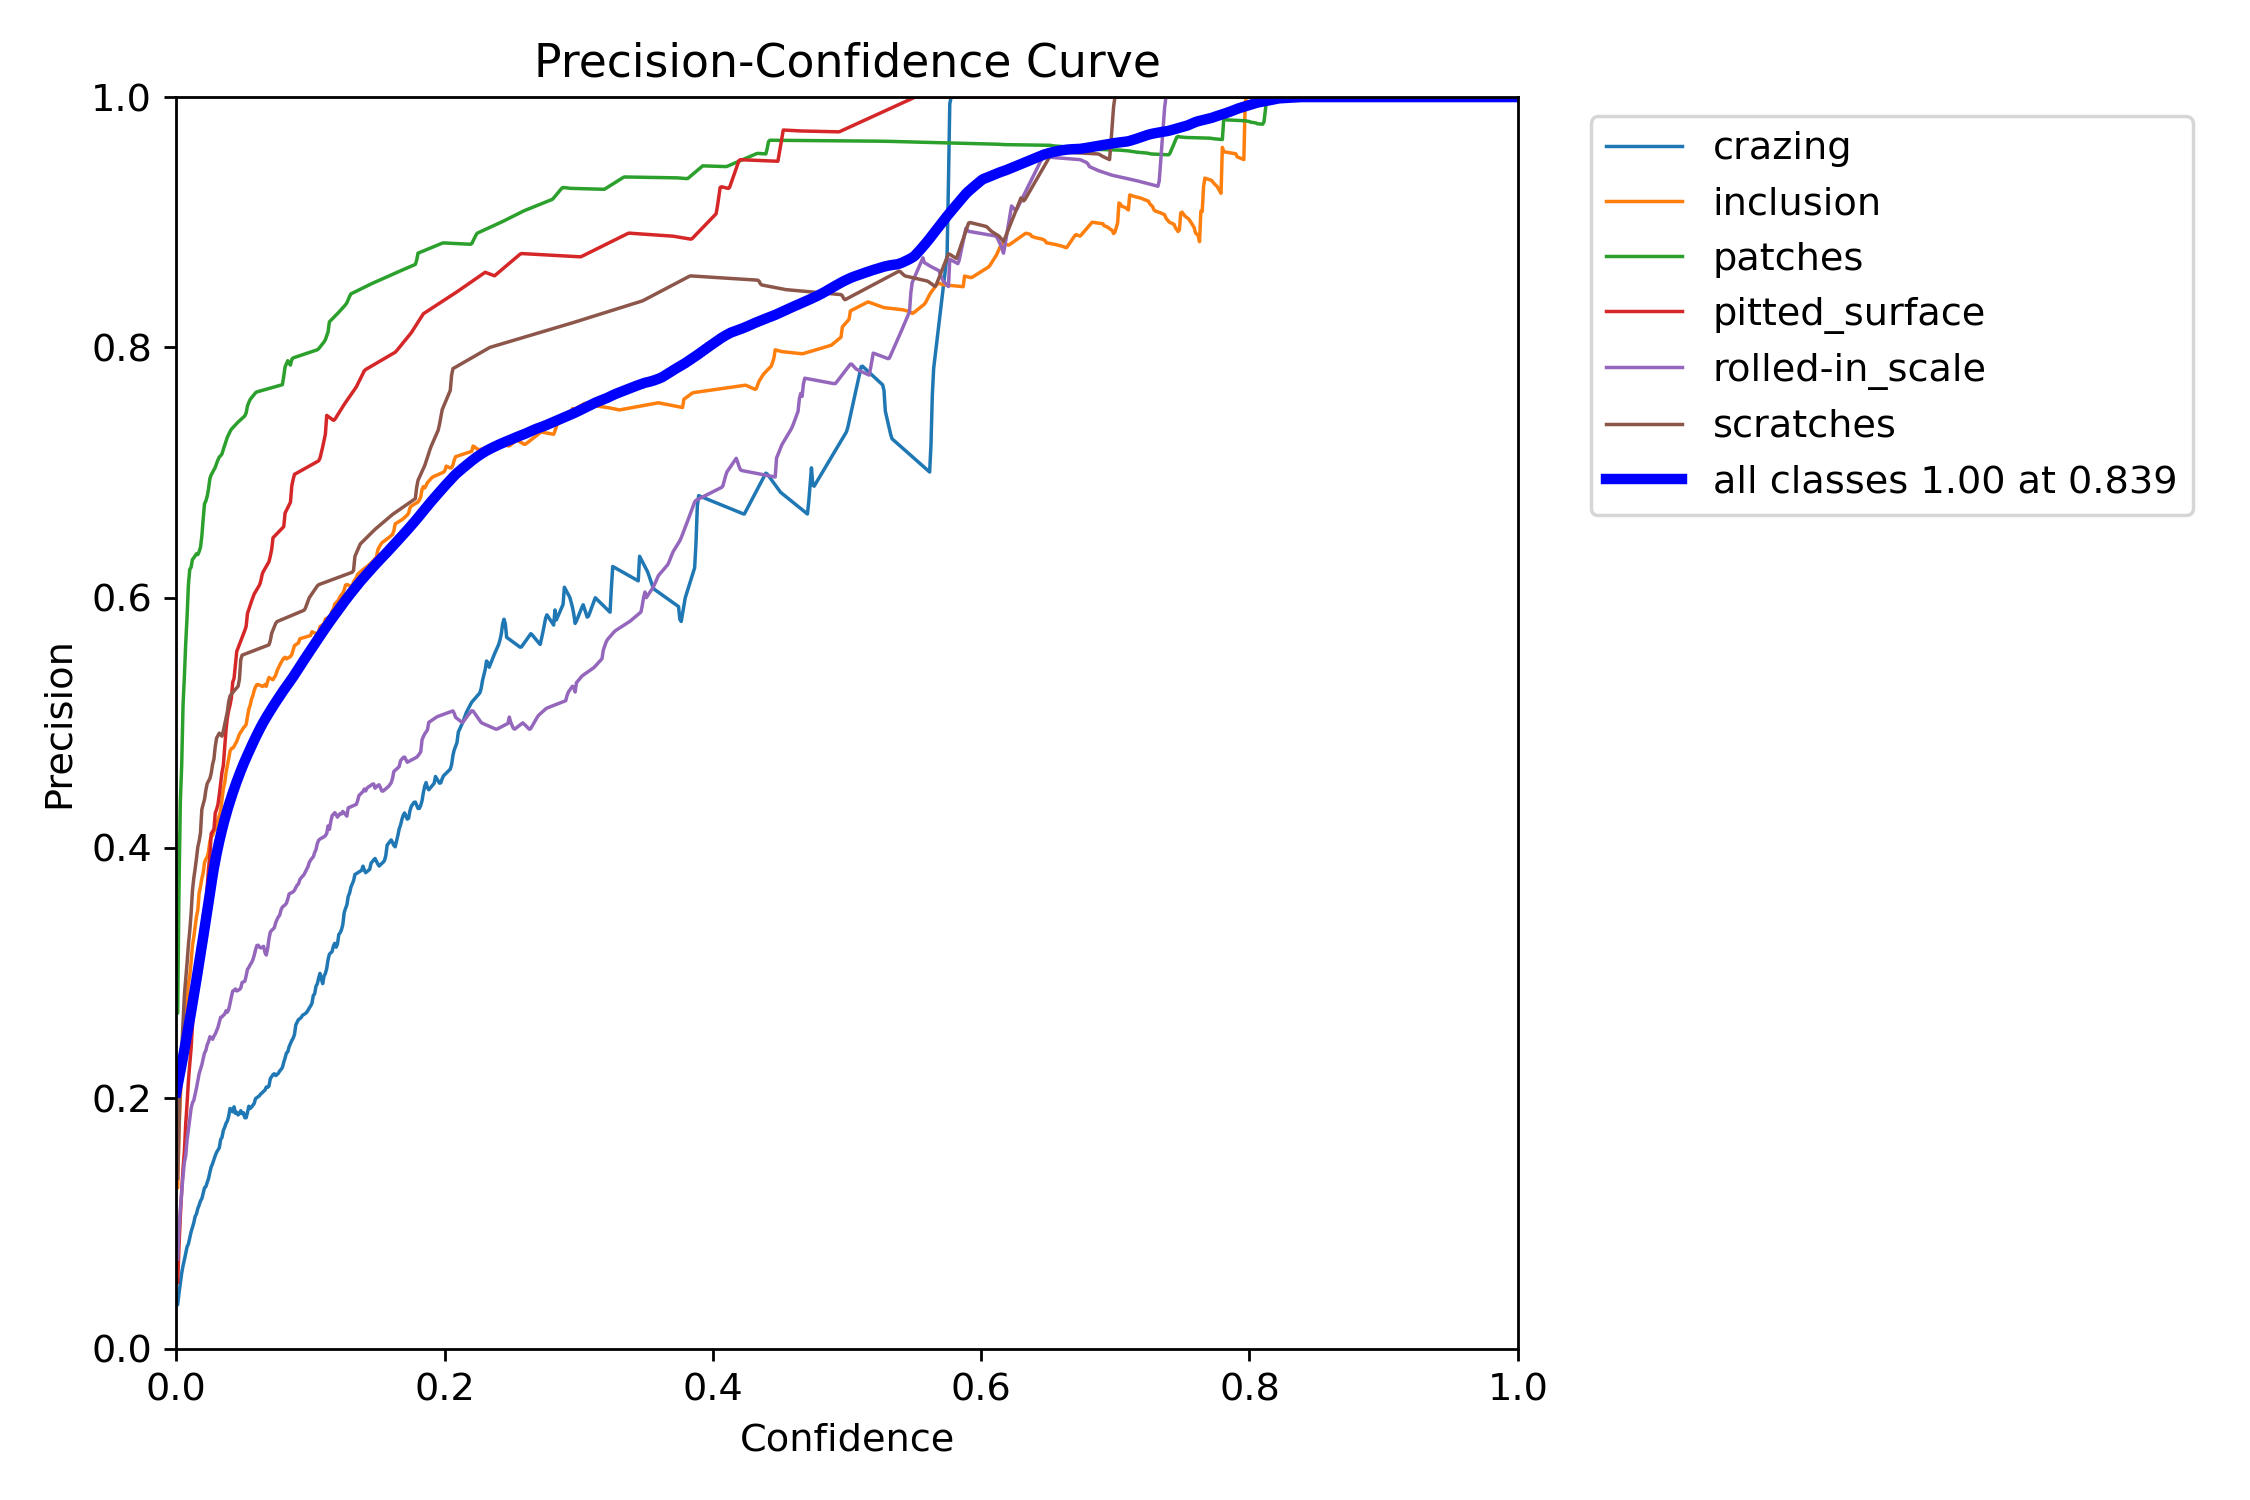 Precision-Confidence Curve
1.0
0.8
0.6
0.4
0.2
0.0
Precision
0.0 0.2 0.4 0.6 0.8 1.0
Confidence
crazing
inclusion
patches
pitted_surface
rolled-in_scale
scratches
all classes 1.00 at 0.839